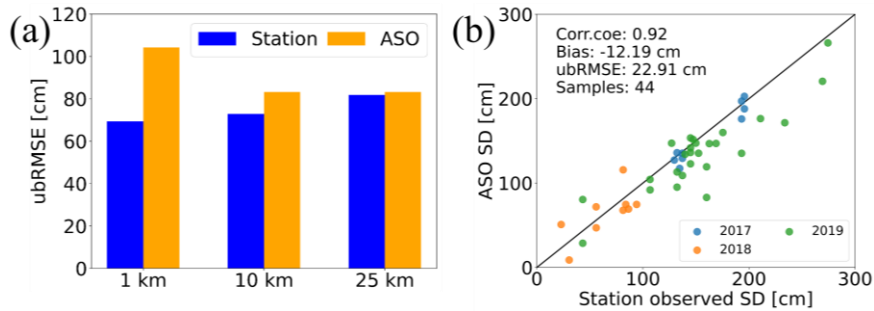 (a)
ubRMSE [cm]
120
100
80
60
40
20
0
Station ASO
1 km 10 km 25 km
(b)
ASO SD [cm]
300
200
100
0
Corr.coe: 0.92
Bias: -12.19 cm
ubRMSE: 22.91 cm
Samples: 44
2017 2019
2018
0 100 200 300
Station observed SD [cm]